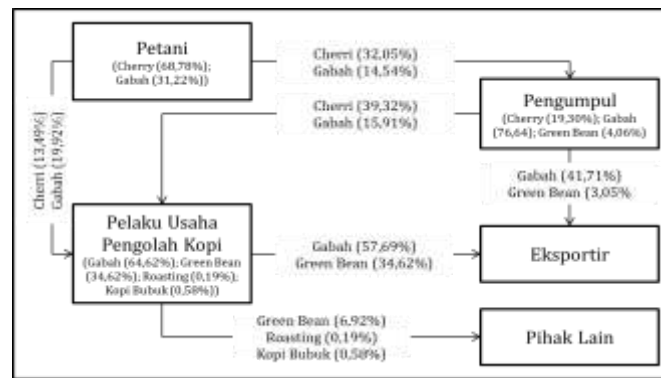 Petani
(Cherry (68,78%);
Gabah (31,22%))
Cherri (32,05%)
Gabah (14,54%)
Cherri (39,32%)
Gabah (15,91%)
Pengumpul
(Cherry (19,30%); Gabah
(76,64); Green Bean (4,06%)
Cherri (13,49%)
Gabah (19,92%)
Gabah (41,71%)
Green Bean (3,05%
Pelaku Usaha
Pengolah Kopi
(Gabah (64,62%); Green Bean
(34,62%); Roasting (0,19%);
Kopi Bubuk (0,58%))
Gabah (57,69%)
Green Bean (34,62%)
Eksportir
Green Bean (6,92%)
Roasting (0,19%)
Kopi Bubuk (0,58%)
Pihak Lain